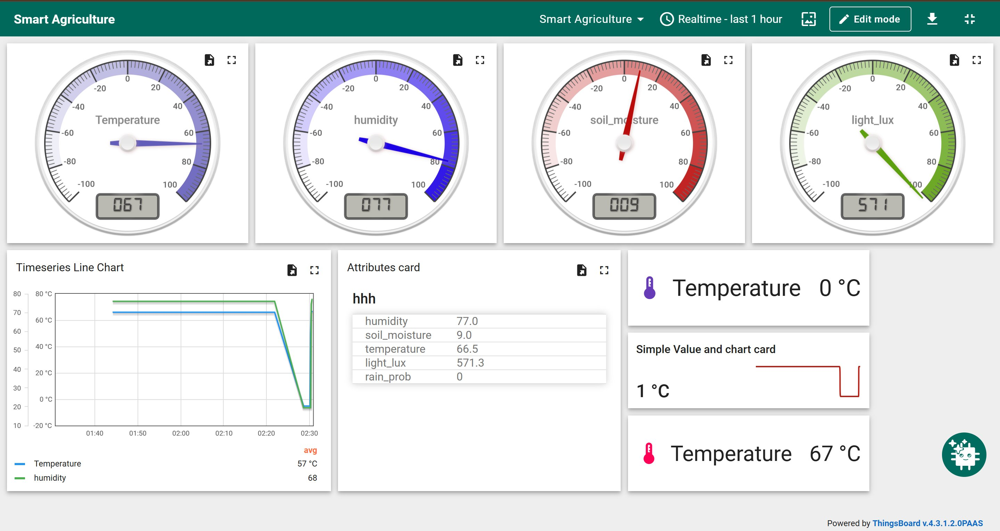 Smart Agriculture
Smart Agriculture
Realtime - last 1 hour
Edit mode
0
-20
20
-40
40
Temperature
-60
60
-80
80
-100
100
067
0
-20
20
-40
40
humidity
-60
60
-80
80
-100
100
077
0
-20
20
-40
40
soil_moisture
-60
60
-80
80
-100
100
009
0
-20
20
-40
40
light_lux
-60
60
-80
80
-100
100
571
Timeseries Line Chart
80
70
60
50
40
30
20
10
80 °C
60 °C
40 °C
20 °C
0 °C
-20 °C
01:40 01:50 02:00 02:10 02:20 02:30
avg
Temperature 57 °C
humidity 68
Attributes card
hhh
humidity 77.0
soil_moisture 9.0
temperature 66.5
light_lux 571.3
rain_prob 0
Temperature 0 °C
Simple Value and chart card
1 °C
Temperature 67 °C
Powered by ThingsBoard v.4.3.1.2.0PAAS